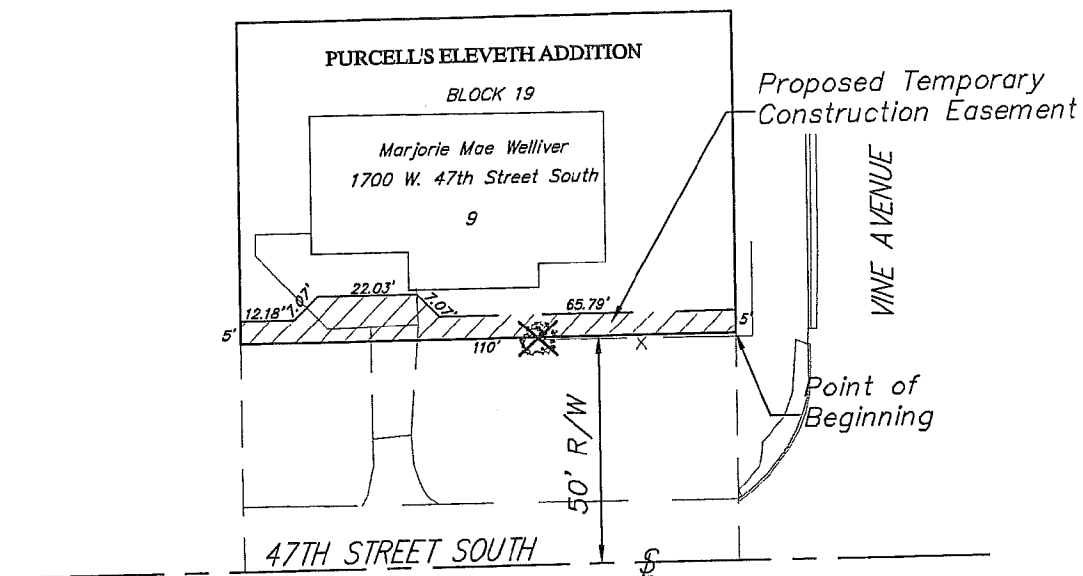 PURCELL'S ELEVETH ADDITION
BLOCK 19
Proposed Temporary
Construction Easement
Marjorie Mae Welliver
1700 W. 47th Street South
9
VINE AVENUE
12.18'
7.07'
22.03'
7.07'
65.79'
5'
5'
110'
X
Point of
Beginning
50' R/W
47TH STREET SOUTH